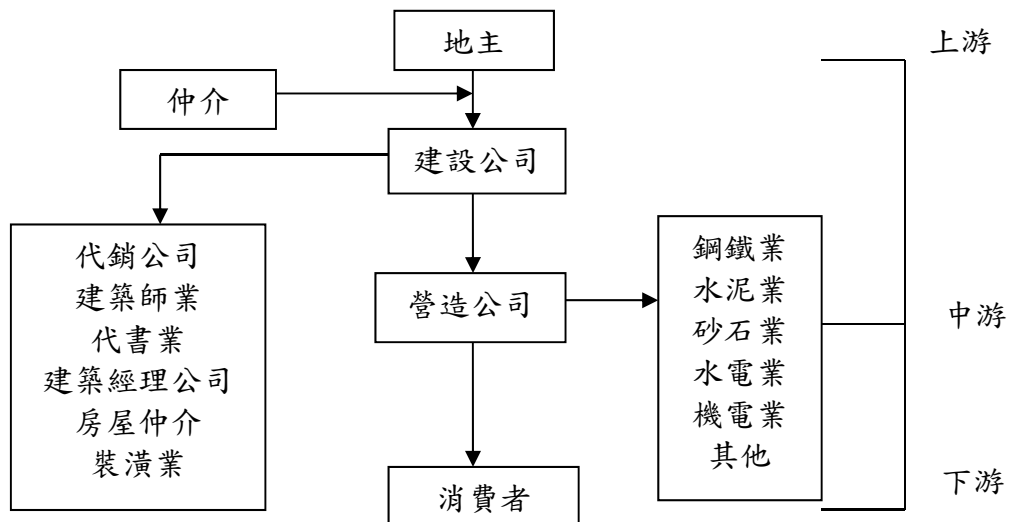 地主
上游
仲介
建設公司
代銷公司
建築師業
代書業
建築經理公司
房屋仲介
裝潢業
營造公司
鋼鐵業
水泥業
砂石業
水電業
機電業
其他
中游
消費者
下游